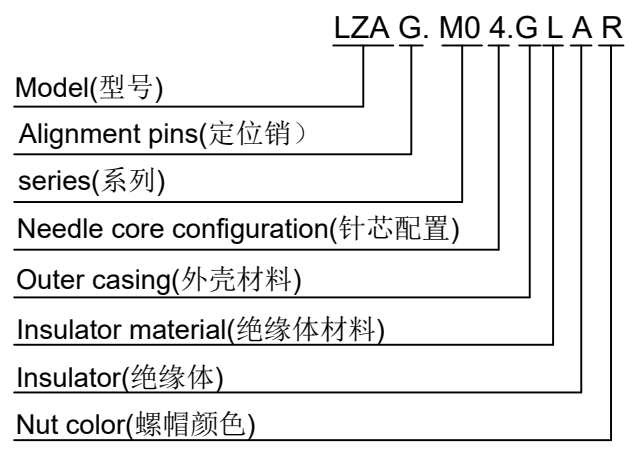 LZA G. M0 4.G L A R
Model(型号)
Alignment pins(定位销）
series(系列)
Needle core configuration(针芯配置)
Outer casing(外壳材料)
Insulator material(绝缘体材料)
Insulator(绝缘体)
Nut color(螺帽颜色)